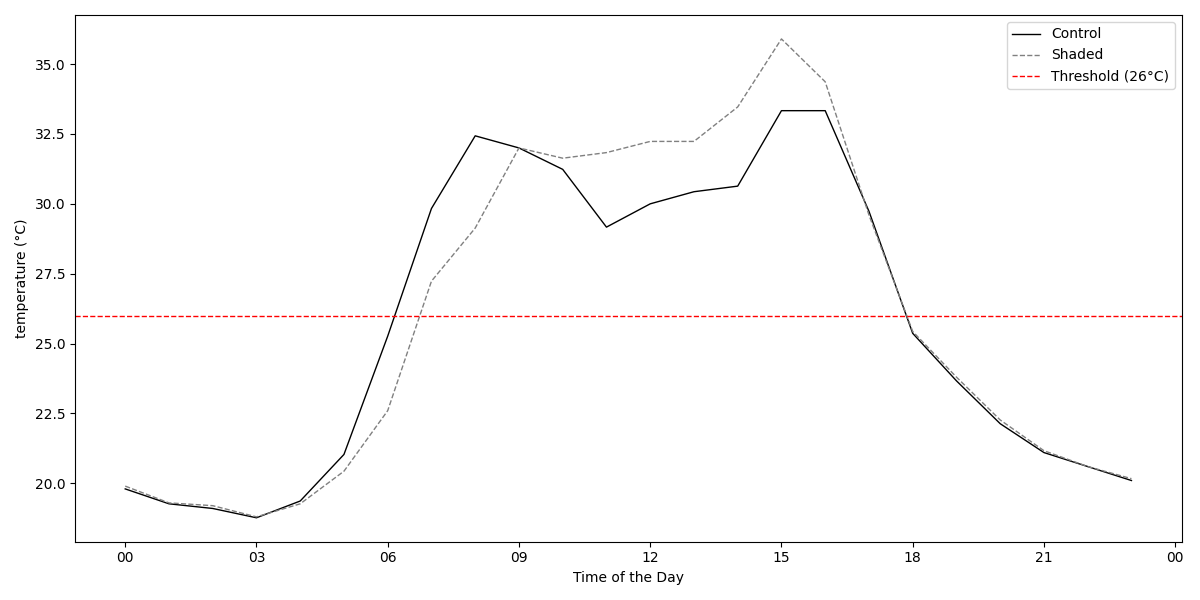 Control
Shaded
Threshold (26°C)
35.0
32.5
30.0
27.5
25.0
22.5
20.0
temperature (°C)
00 03 06 09 12 15 18 21 00
Time of the Day